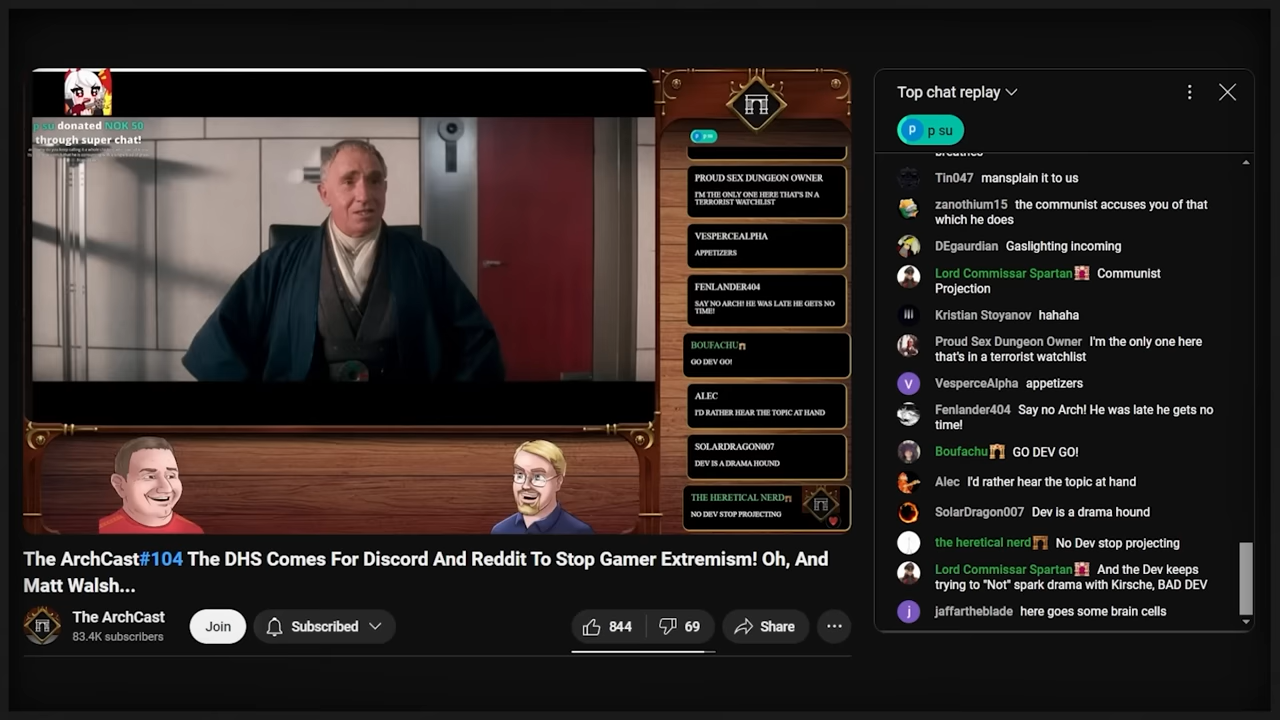 p su donated NOK 50
through super chat!
p su
PROUD SEX DUNGEON OWNER
I'M THE ONLY ONE HERE THAT'S IN A
TERRORIST WATCHLIST
VESPERCEALPHA
APPETIZERS
FENLANDER404
SAY NO ARCH! HE WAS LATE HE GETS NO
TIME!
BOUFACHU
GO DEV GO!
ALEC
I'D RATHER HEAR THE TOPIC AT HAND
SOLARDRAGON007
DEV IS A DRAMA HOUND
THE HERETICAL NERD
NO DEV STOP PROJECTING
The ArchCast#104 The DHS Comes For Discord And Reddit To Stop Gamer Extremism! Oh, And
Matt Walsh...
The ArchCast
83.4K subscribers
Join
Subscribed
844
69
Share
Top chat replay
P p su
breathes
Tin047 mansplain it to us
zanothium15 the communist accuses you of that
which he does
DEgaurdian Gaslighting incoming
Lord Commissar Spartan Communist
Projection
Kristian Stoyanov hahaha
Proud Sex Dungeon Owner I'm the only one here
that's in a terrorist watchlist
V VesperceAlpha appetizers
Fenlander404 Say no Arch! He was late he gets no
time!
Boufachu GO DEV GO!
Alec I'd rather hear the topic at hand
SolarDragon007 Dev is a drama hound
the heretical nerd No Dev stop projecting
Lord Commissar Spartan And the Dev keeps
trying to "Not" spark drama with Kirsche, BAD DEV
j jaffartheblade here goes some brain cells